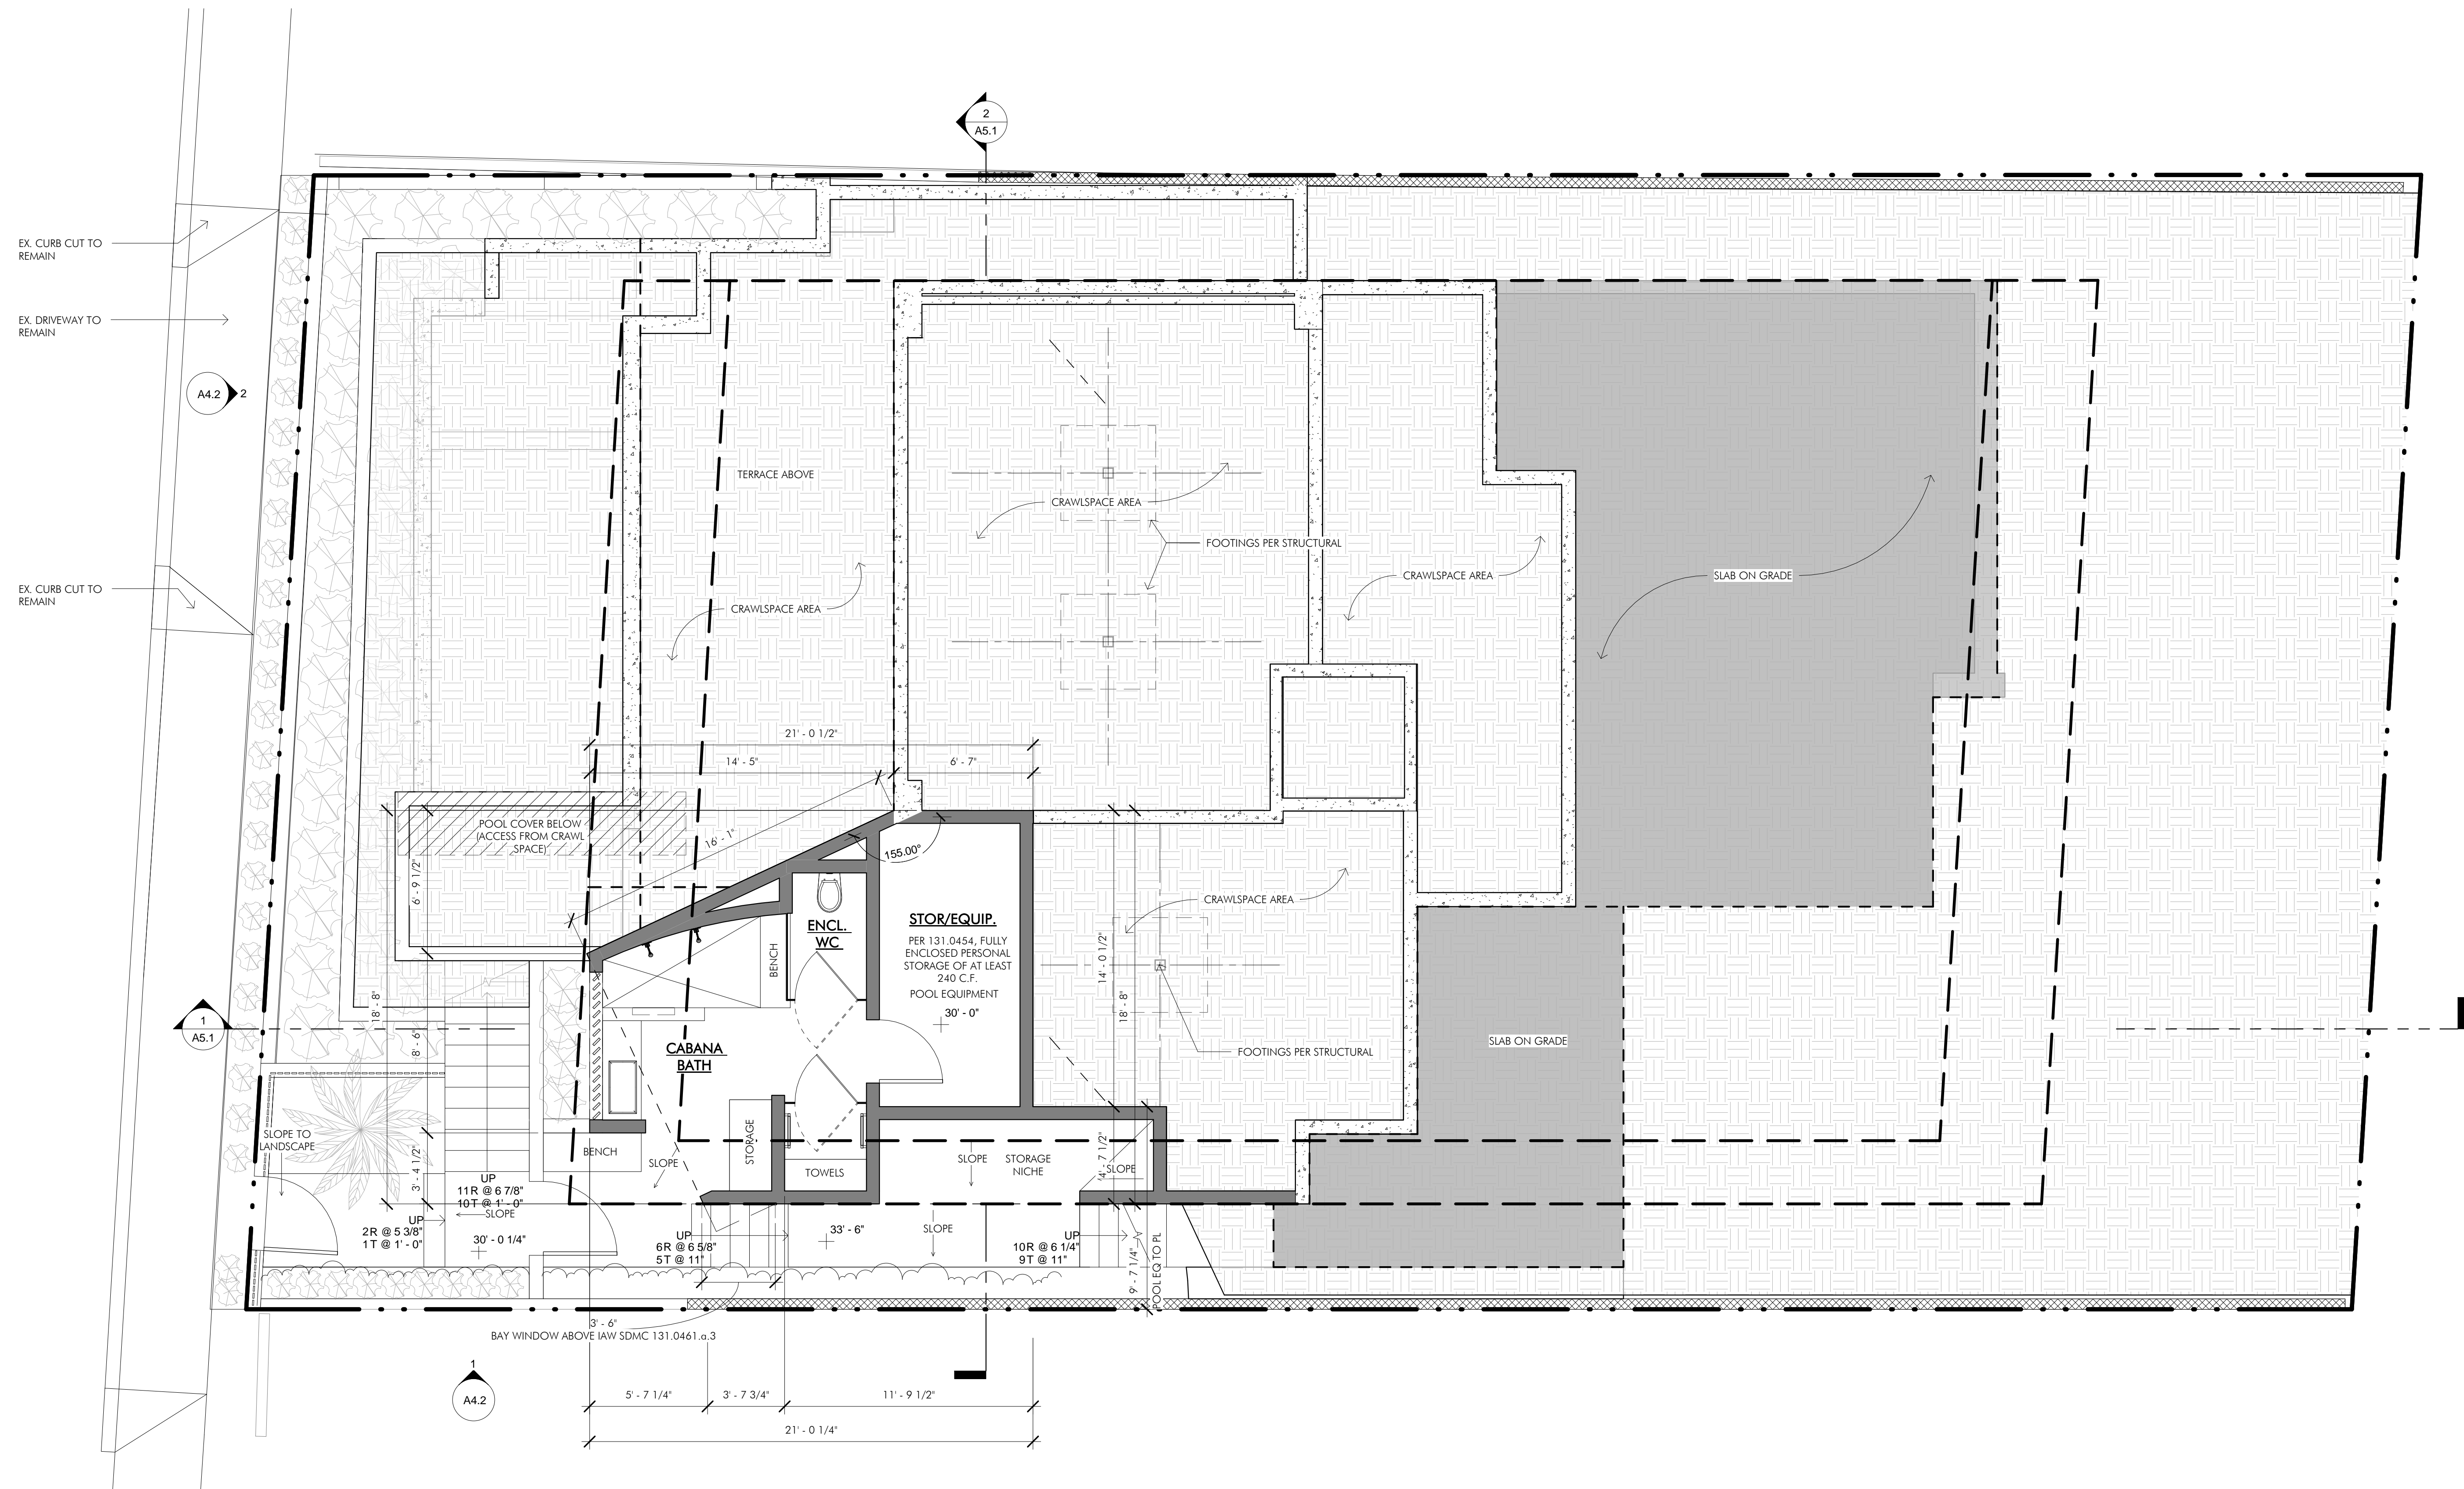 2
A5.1
EX. CURB CUT TO
REMAIN
EX. DRIVEWAY TO
REMAIN
A4.2
2
TERRACE ABOVE
CRAWLSPACE AREA
FOOTINGS PER STRUCTURAL
CRAWLSPACE AREA
SLAB ON GRADE
EX. CURB CUT TO
REMAIN
CRAWLSPACE AREA
21' - 0 1/2"
14' - 5"
6' - 7"
POOL COVER BELOW
(ACCESS FROM CRAWL
SPACE)
16' - 1"
155.00°
6' - 9 1/2"
CRAWLSPACE AREA
ENCL.
WC
STOR/EQUIP.
PER 131.0454, FULLY
ENCLOSED PERSONAL
STORAGE OF AT LEAST
240 C.F.
POOL EQUIPMENT
30' - 0"
BENCH
14' - 0 1/2"
18' - 8"
18' - 8"
8' - 6"
1
A5.1
CABANA
BATH
FOOTINGS PER STRUCTURAL
SLAB ON GRADE
SLOPE TO
LANDSCAPE
BENCH
STORAGE
SLOPE
TOWELS
SLOPE
STORAGE
NICHE
SLOPE
4' - 7 1/2"
3' - 4 1/2"
UP
11R @ 6 7/8"
10T @ 1' - 0"
SLOPE
UP
2R @ 5 3/8"
1T @ 1' - 0"
30' - 0 1/4"
UP
6R @ 6 5/8"
5T @ 11"
33' - 6"
SLOPE
UP
10R @ 6 1/4"
9T @ 11"
9' - 7 1/4"
POOL EQ TO PL
3' - 6"
BAY WINDOW ABOVE IAW SDMC 131.0461.a.3
1
A4.2
5' - 7 1/4"
3' - 7 3/4"
11' - 9 1/2"
21' - 0 1/4"